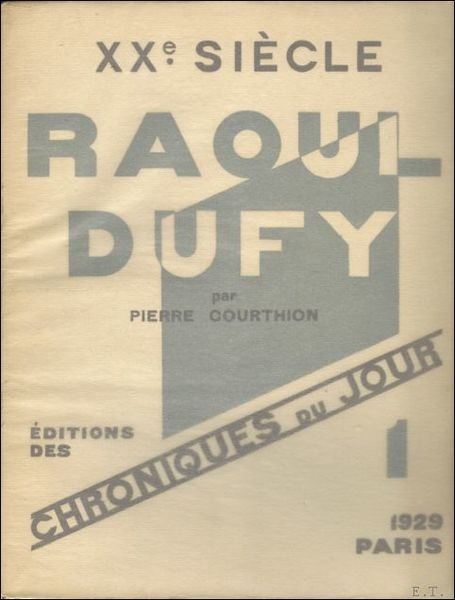 XXe SIÈCLE
RAOUL
DUFY
par
PIERRE COURTHION
ÉDITIONS
DES
CHRONIQUES DU JOUR
1
1929
PARIS
E.T.